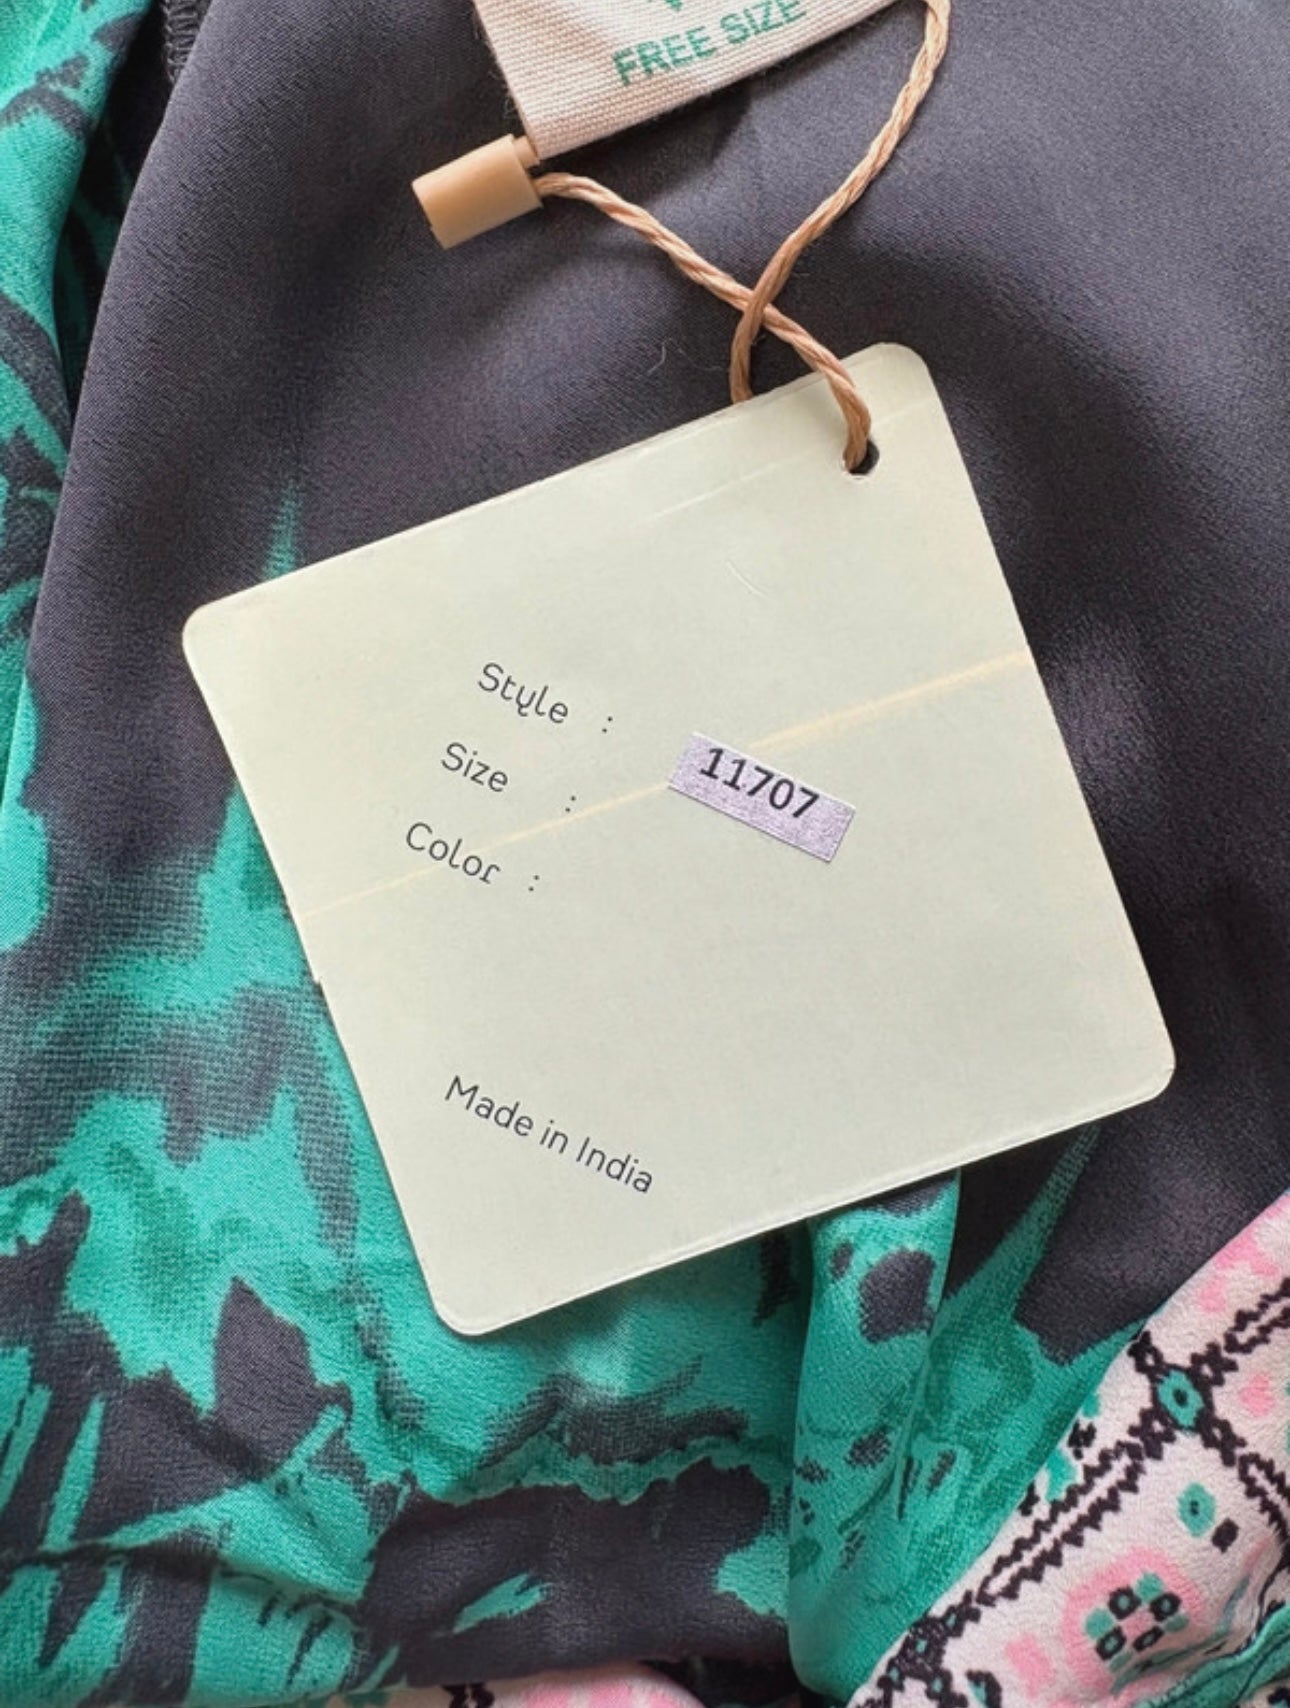 FREE SIZE
Style :
11707
Size :
Color :
Made in India